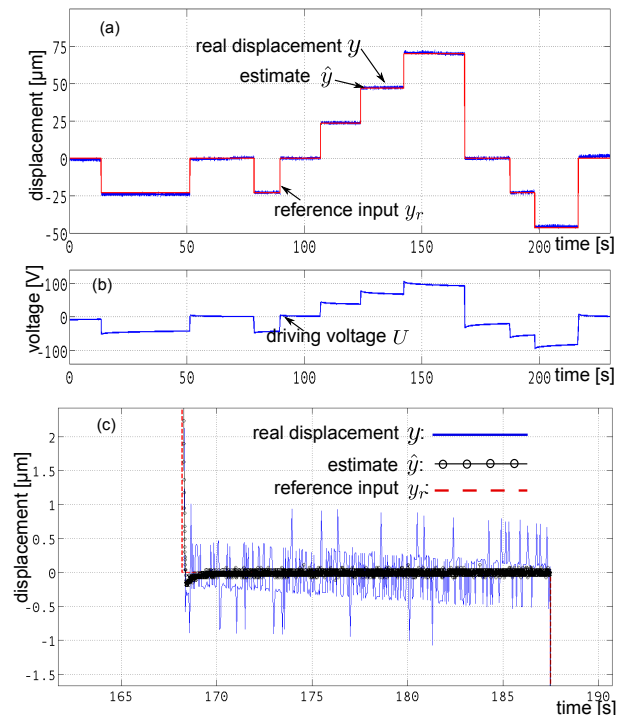 (a)
75
real displacement y
50
estimate ŷ
25
0
-25
reference input y_r
-50
displacement [µm]
0 50 100 150 200
time [s]
(b)
100
0
-100
voltage [V]
driving voltage U
0 50 100 150 200
time [s]
(c)
2
real displacement y:
1.5
estimate ŷ:
reference input y_r:
1
0.5
0
-0.5
-1
-1.5
displacement [µm]
165 170 175 180 185 190
time [s]